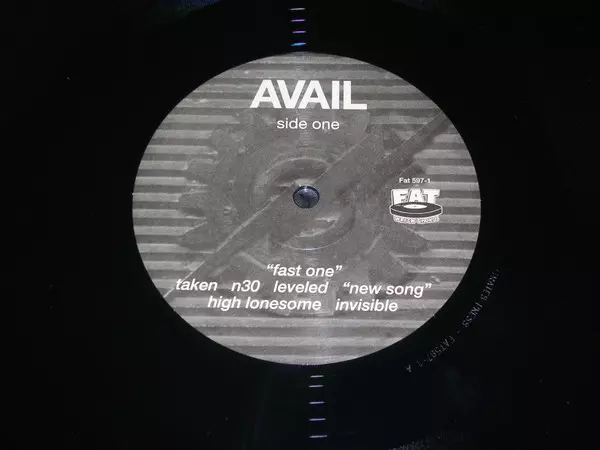 AVAIL
side one
Fat 597-1
FAT
"fast one"
taken n30 leveled "new song"
high lonesome invisible